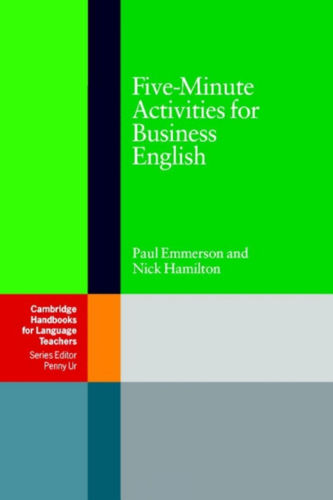 Five-Minute
Activities for
Business
English
Paul Emmerson and
Nick Hamilton
Cambridge
Handbooks
for Language
Teachers
Series Editor
Penny Ur